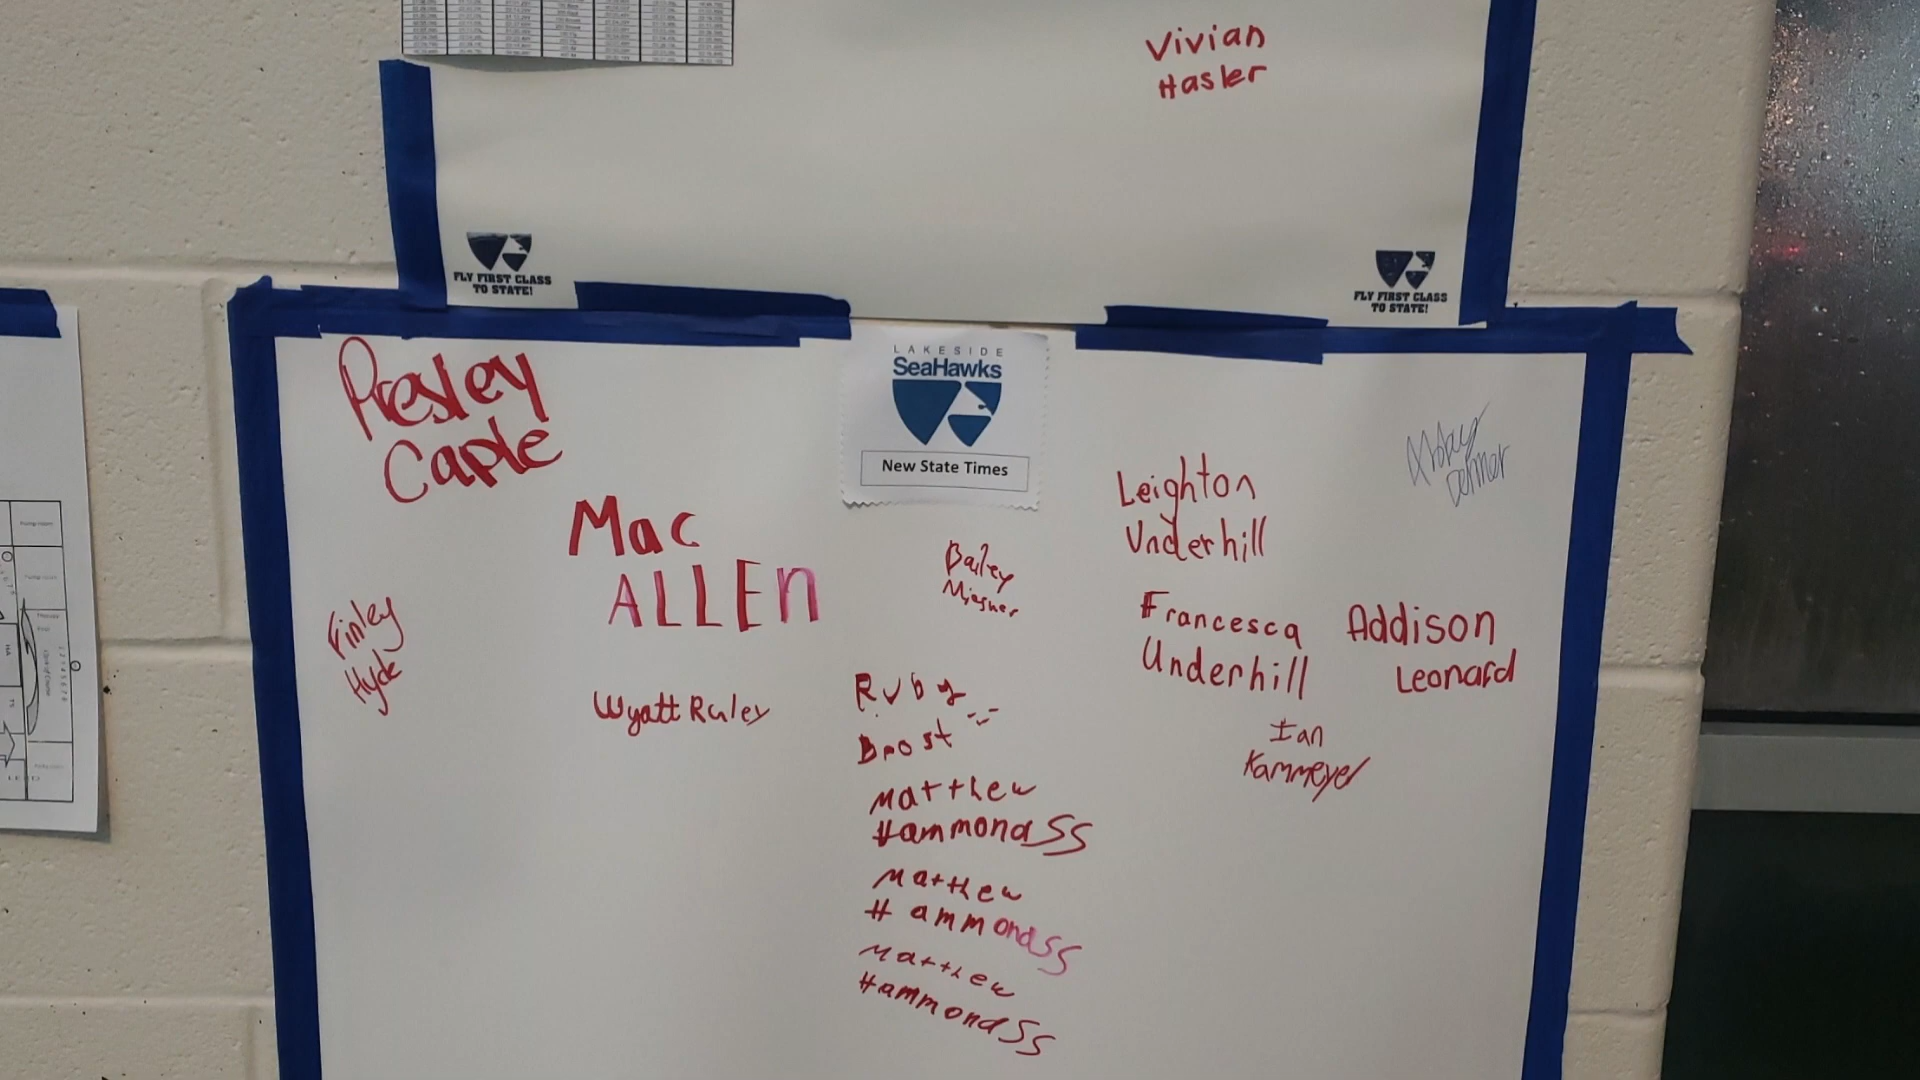 Vivian
Hasler
FLY FIRST CLASS
TO STATE!
FLY FIRST CLASS
TO STATE!
LAKESIDE
SeaHawks
New State Times
Presley
Caple
Mac
ALLEn
Finley
Hyde
Wyatt Raley
Bailey
Ruby
Brost
Matthew
HammondSS
Matthew
HammondSS
Matthew
HammondSS
Leighton
Underhill
Francesca
Underhill
Addison
Leonard
Ian
Kammeyer